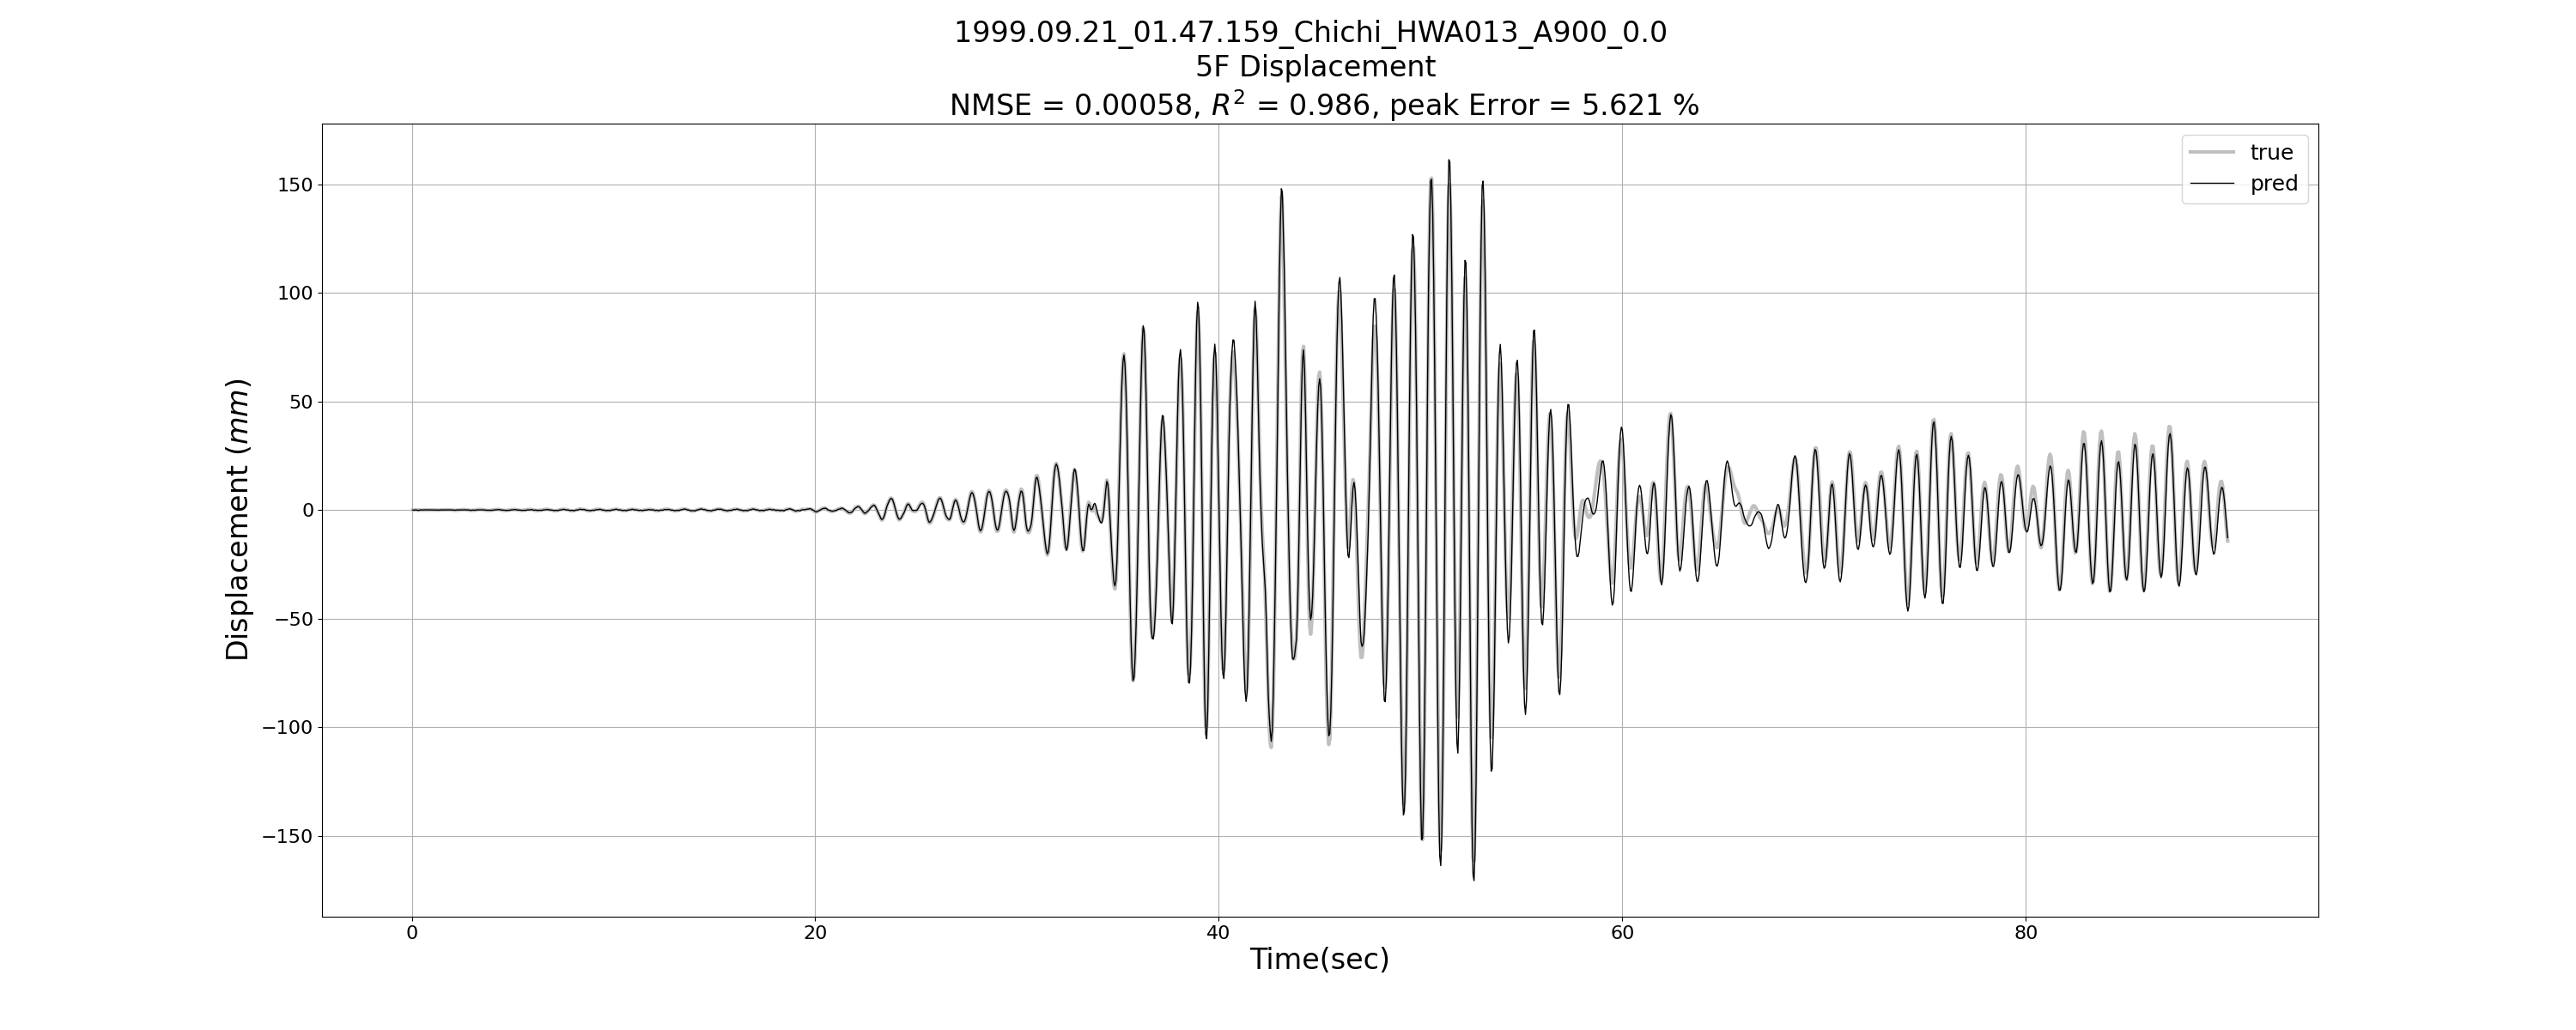 1999.09.21_01.47.159_Chichi_HWA013_A900_0.0
5F Displacement
NMSE = 0.00058, R² = 0.986, peak Error = 5.621 %
true
pred
150
100
50
0
−50
−100
−150
Displacement (mm)
0 20 40 60 80
Time(sec)